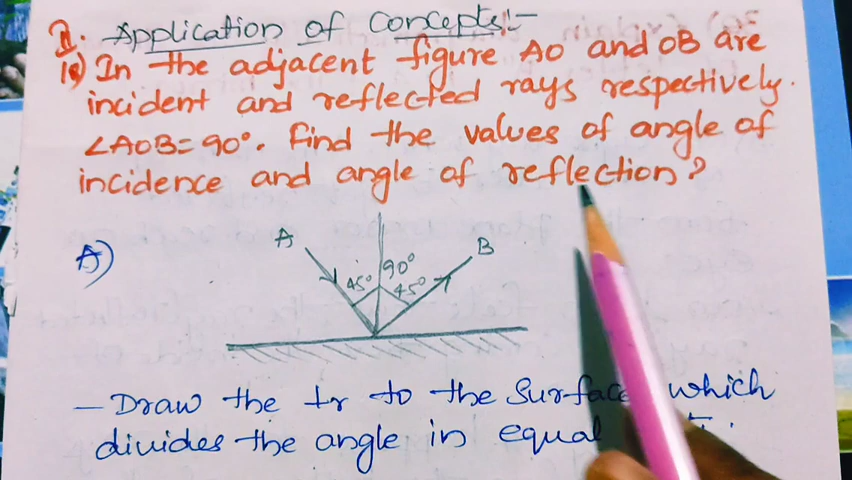 I. Application of Concepts:-
1Q) In the adjacent figure AO and OB are
incident and reflected rays respectively.
∠AOB=90°. Find the values of angle of
incidence and angle of reflection?
A)
A
B
90°
45° 45°
- Draw the ⊥r to the surface which
divides the angle in equal